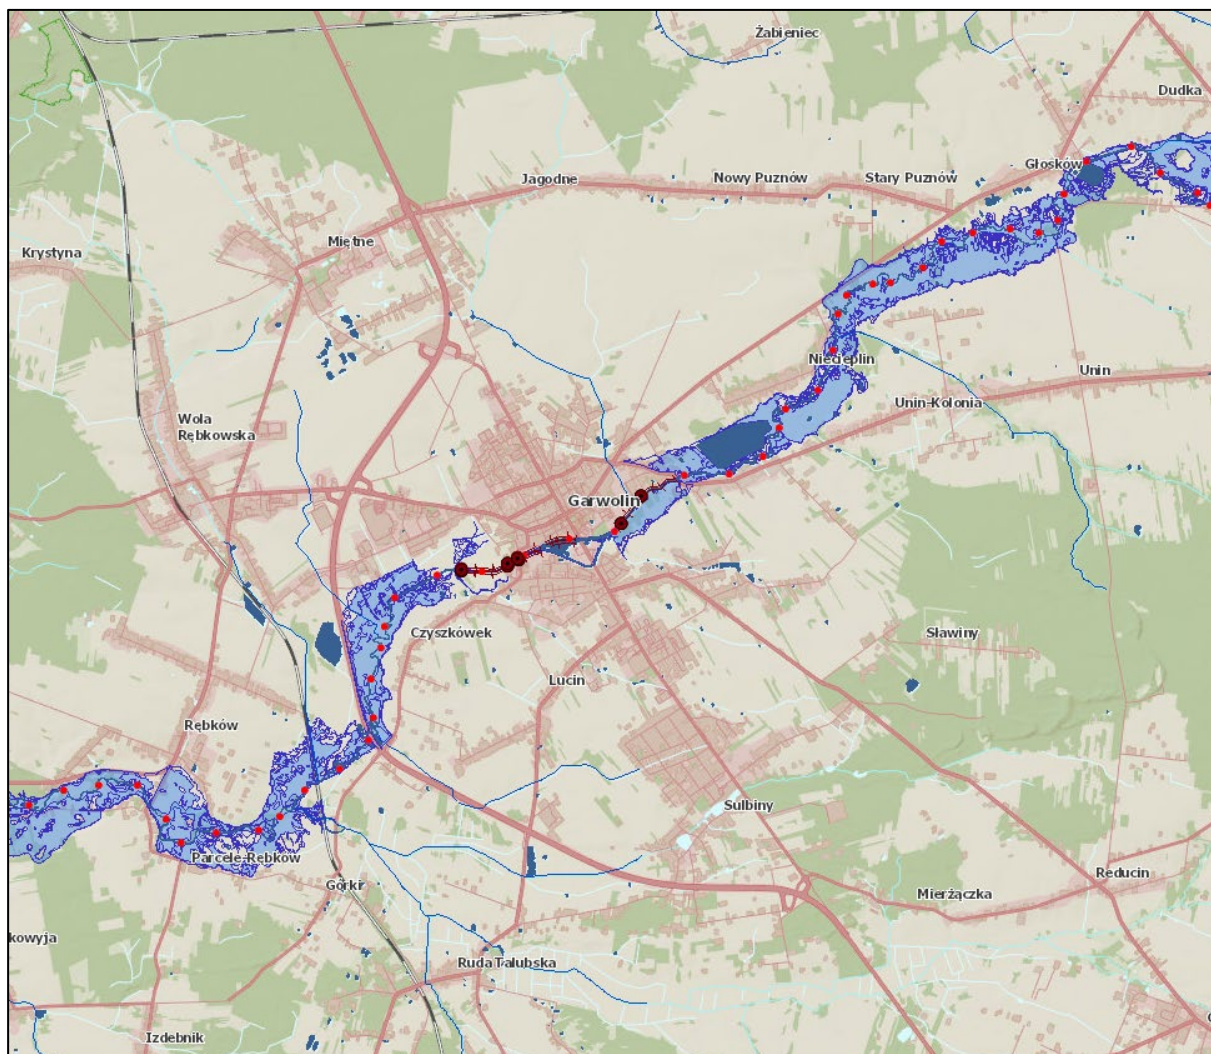 Żabieniec
Dudka
Głosków
Jagodne
Nowy Puznów
Stary Puznów
Miętne
Krystyna
Niecieplin
Unin
Unin-Kolonia
Wola
Rębkowska
Garwolin
Czyszkówek
Sławiny
Lucin
Rębków
Sulbiny
Parcele-Rębkow
Górki
Reducin
Mierżączka
kowyja
Ruda Talubska
Izdebnik